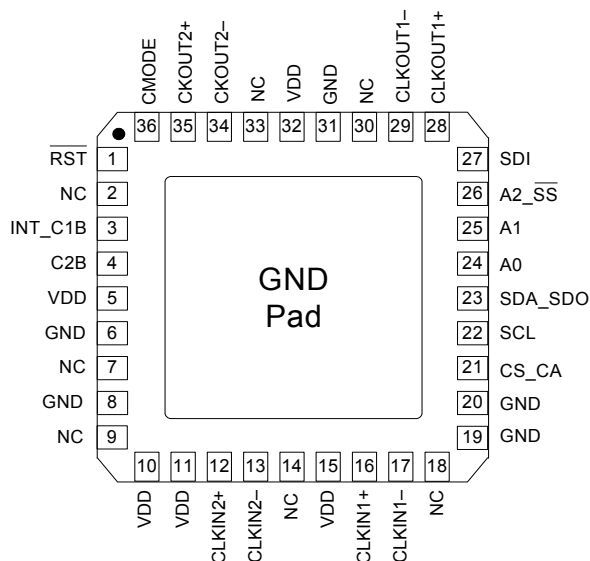 CMODE
CKOUT2+
CKOUT2–
NC
VDD
GND
NC
CLKOUT1–
CLKOUT1+
36 35 34 33 32 31 30 29 28
RST 1
NC 2
INT_C1B 3
C2B 4
VDD 5
GND 6
NC 7
GND 8
NC 9
GND
Pad
27 SDI
26 A2_SS
25 A1
24 A0
23 SDA_SDO
22 SCL
21 CS_CA
20 GND
19 GND
10 11 12 13 14 15 16 17 18
VDD
VDD
CLKIN2+
CLKIN2–
NC
VDD
CLKIN1+
CLKIN1–
NC